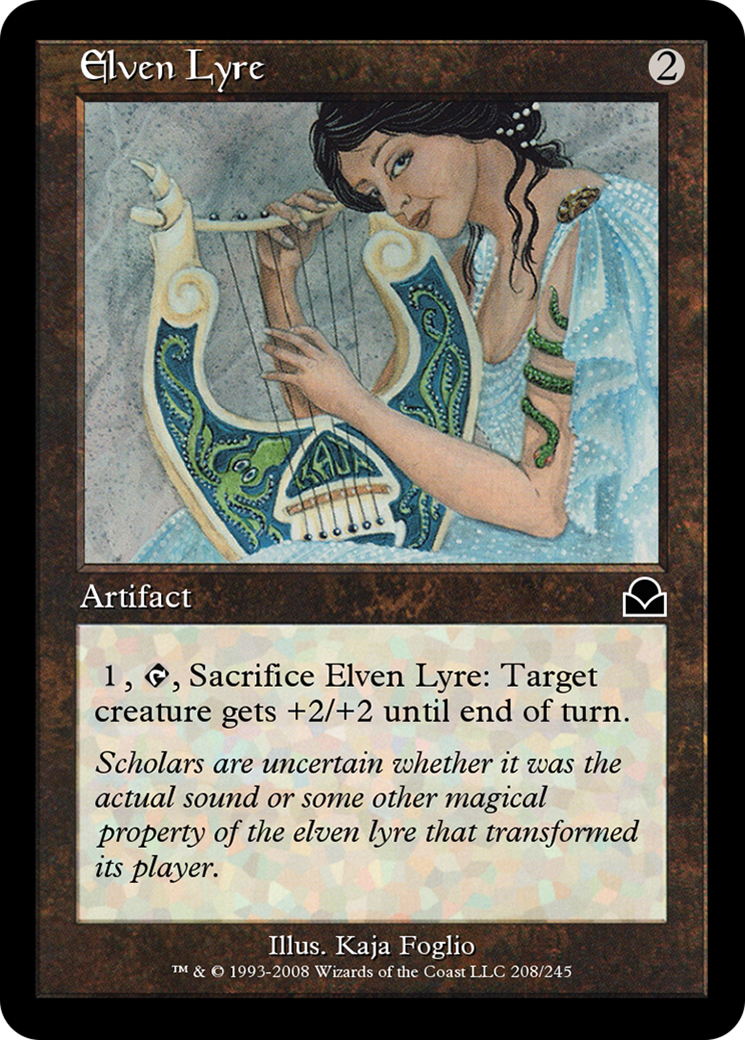 Elven Lyre 2
KAJA
Artifact
1, , Sacrifice Elven Lyre: Target
creature gets +2/+2 until end of turn.
Scholars are uncertain whether it was the
actual sound or some other magical
property of the elven lyre that transformed
its player.
Illus. Kaja Foglio
™ & © 1993-2008 Wizards of the Coast LLC 208/245